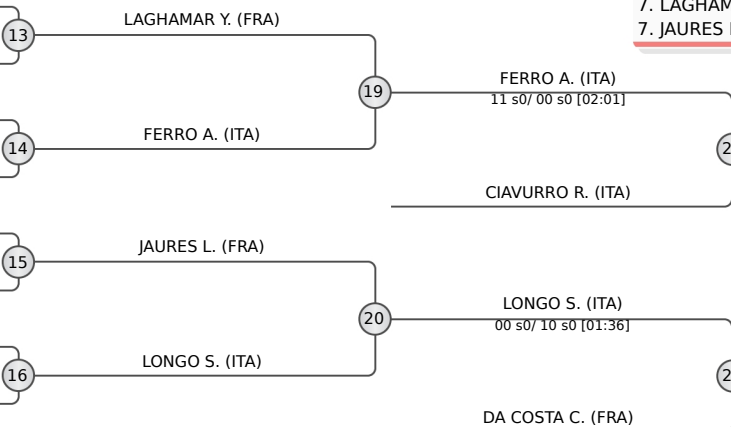 7. LAGHAM
7. JAURES
LAGHAMAR Y. (FRA)
13
19
FERRO A. (ITA)
11 s0/ 00 s0 [02:01]
14
FERRO A. (ITA)
2
CIAVURRO R. (ITA)
15
JAURES L. (FRA)
20
LONGO S. (ITA)
00 s0/ 10 s0 [01:36]
16
LONGO S. (ITA)
2
DA COSTA C. (FRA)